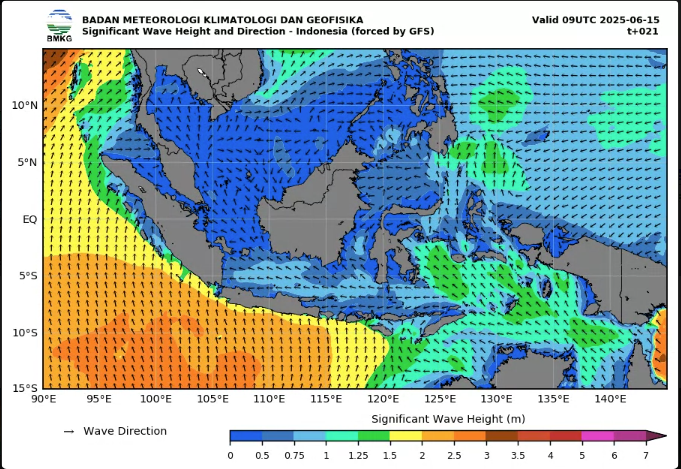 BMKG
BADAN METEOROLOGI KLIMATOLOGI DAN GEOFISIKA
Significant Wave Height and Direction - Indonesia (forced by GFS)
Valid 09UTC 2025-06-15
t+021
10°N
5°N
EQ
5°S
10°S
15°S
90°E 95°E 100°E 105°E 110°E 115°E 120°E 125°E 130°E 135°E 140°E
Wave Direction
Significant Wave Height (m)
0 0.5 0.75 1 1.25 1.5 2 2.5 3 3.5 4 5 6 7